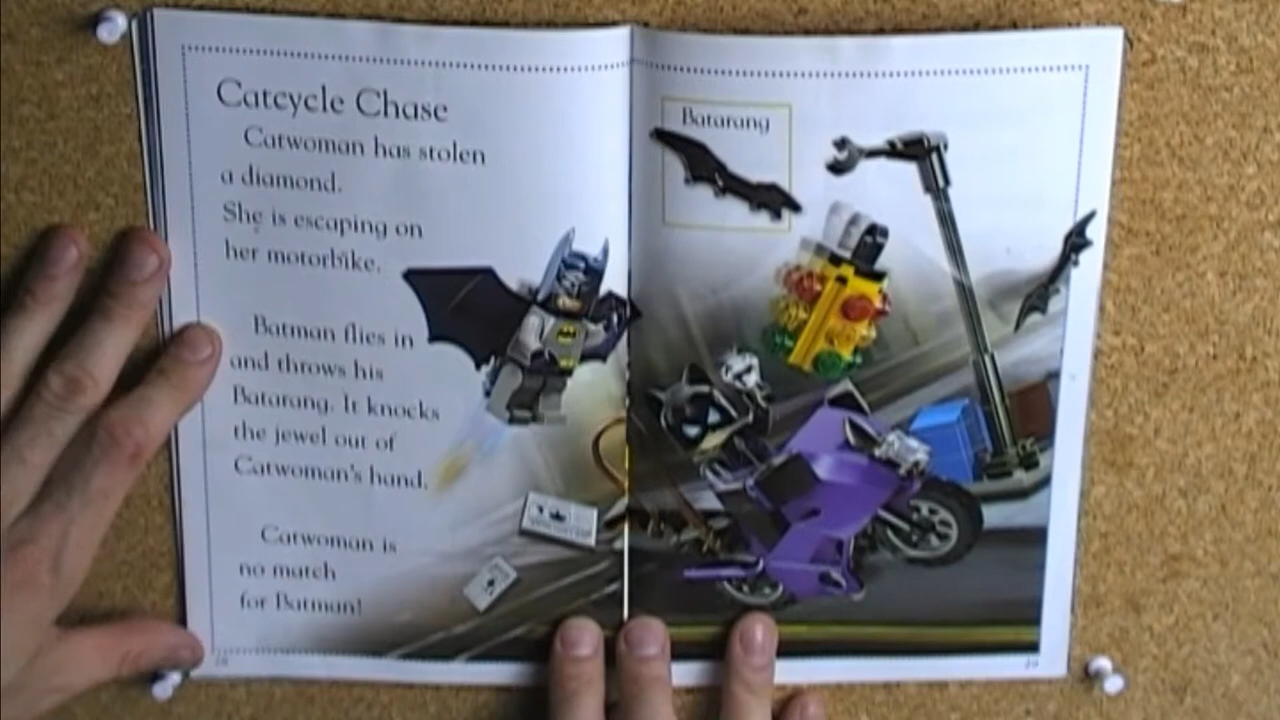 Catcycle Chase
Catwoman has stolen
a diamond.
She is escaping on
her motorbike.
Batman flies in
and throws his
Batarang. It knocks
the jewel out of
Catwoman's hand.
Catwoman is
no match
for Batman!
Batarang